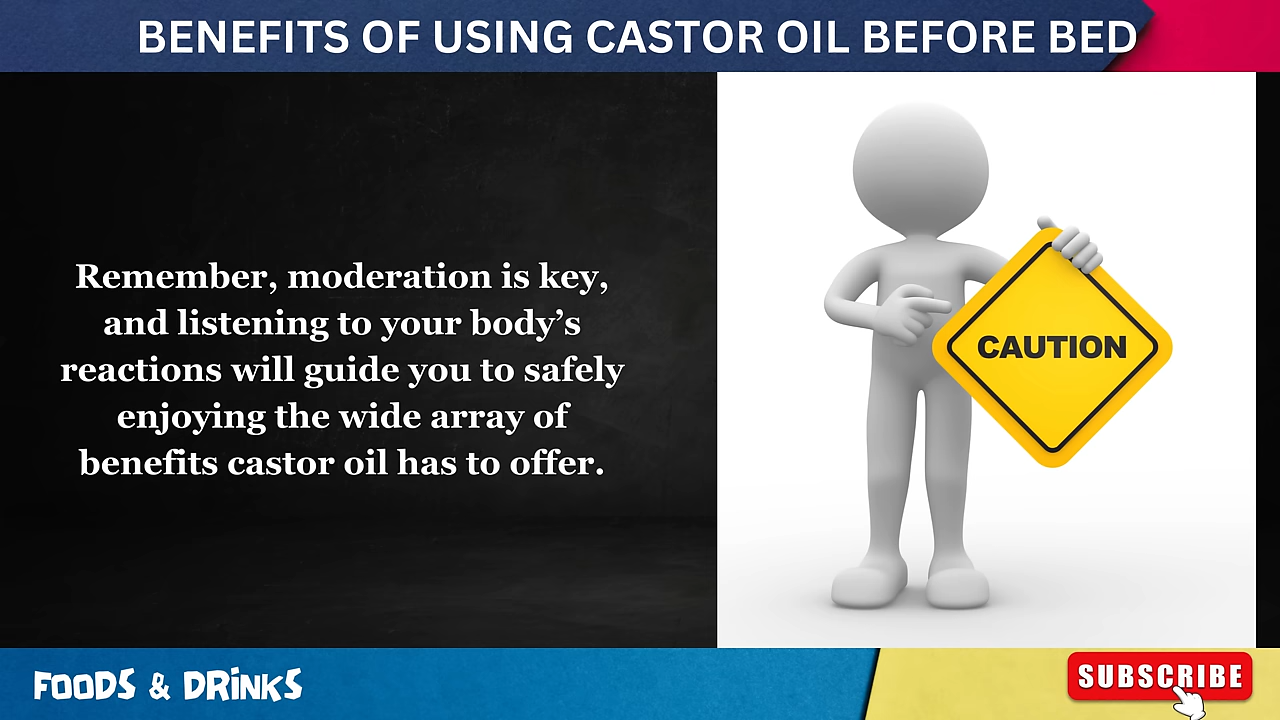 BENEFITS OF USING CASTOR OIL BEFORE BED
Remember, moderation is key,
and listening to your body’s
reactions will guide you to safely
enjoying the wide array of
benefits castor oil has to offer.
CAUTION
FOODS & DRiNKS
SUBSCRIBE